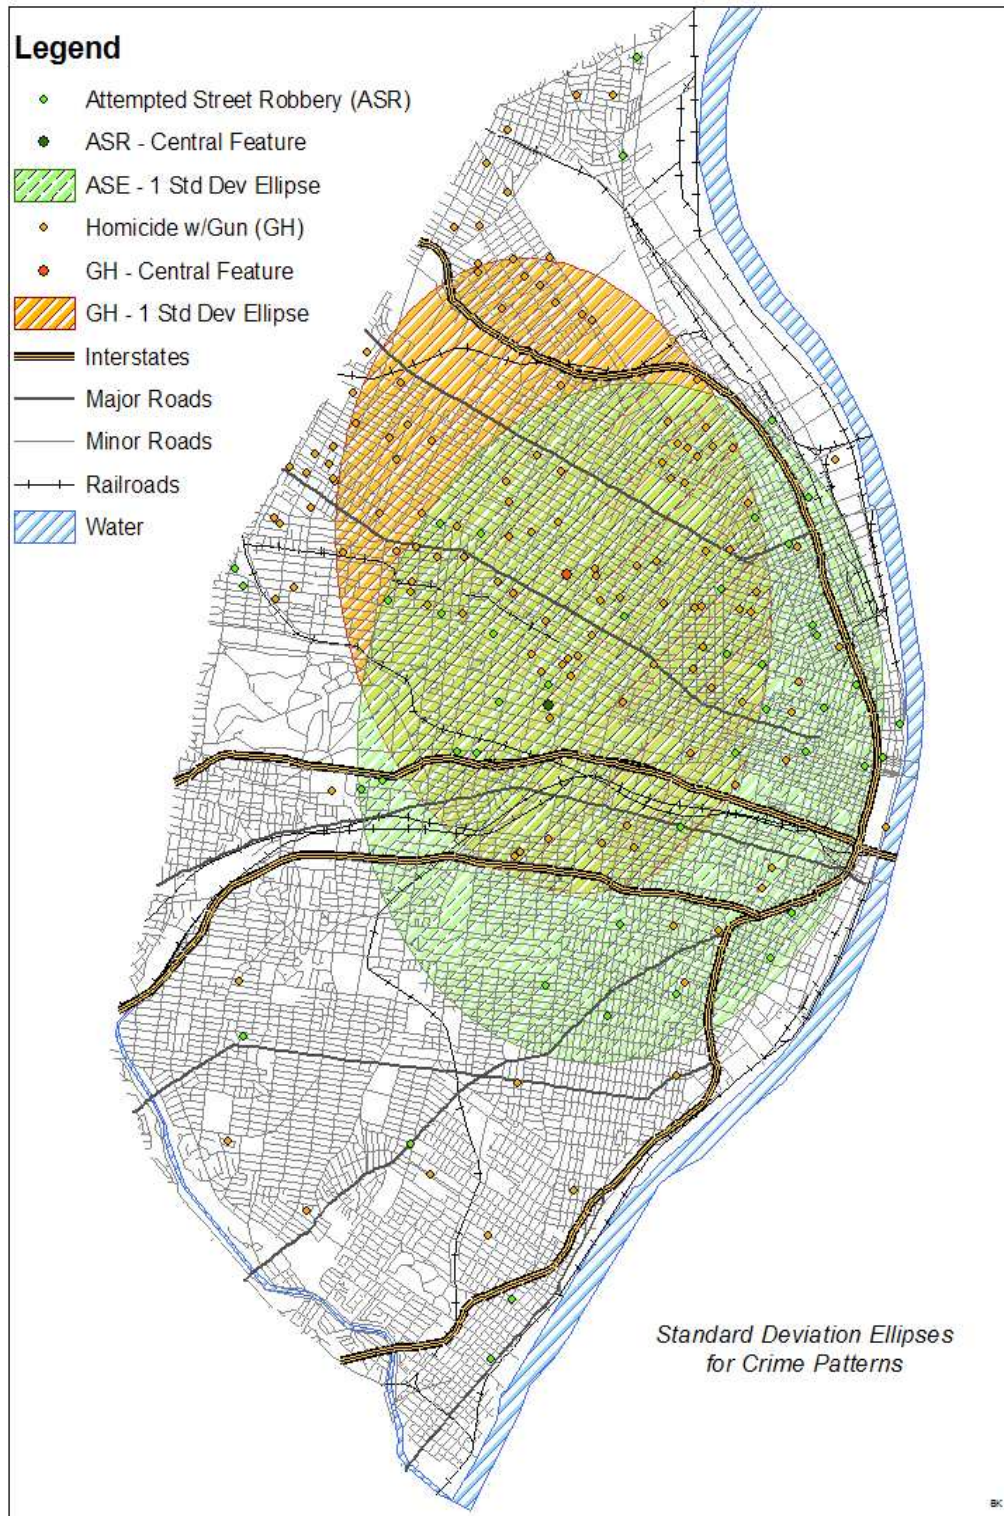 Legend
Attempted Street Robbery (ASR)
ASR - Central Feature
ASE - 1 Std Dev Ellipse
Homicide w/Gun (GH)
GH - Central Feature
GH - 1 Std Dev Ellipse
Interstates
Major Roads
Minor Roads
Railroads
Water
Standard Deviation Ellipses
for Crime Patterns
BK